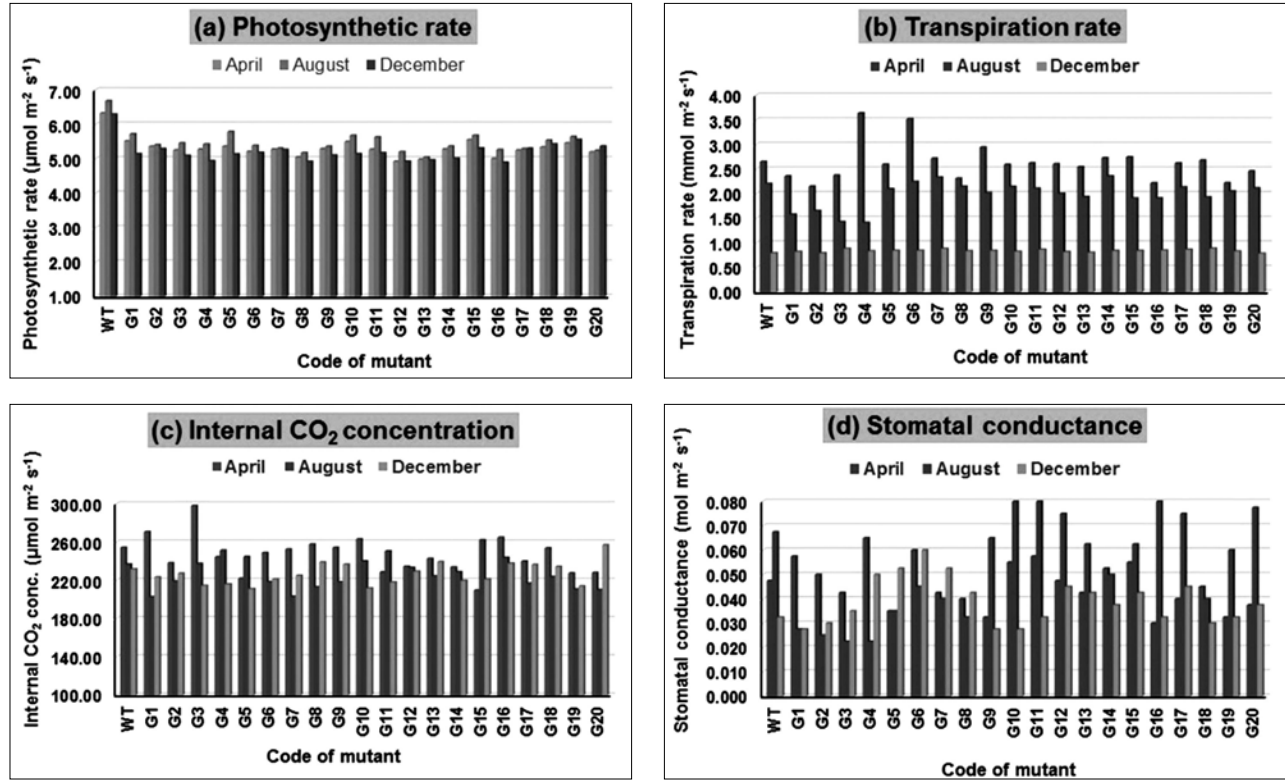 (a) Photosynthetic rate
April August December
Photosynthetic rate (µmol m⁻² s⁻¹)
7.00
6.00
5.00
4.00
3.00
2.00
1.00
WT G1 G2 G3 G4 G5 G6 G7 G8 G9 G10 G11 G12 G13 G14 G15 G16 G17 G18 G19 G20
Code of mutant
(b) Transpiration rate
April August December
Transpiration rate (mmol m⁻² s⁻¹)
4.00
3.50
3.00
2.50
2.00
1.50
1.00
0.50
0.00
WT G1 G2 G3 G4 G5 G6 G7 G8 G9 G10 G11 G12 G13 G14 G15 G16 G17 G18 G19 G20
Code of mutant
(c) Internal CO₂ concentration
April August December
Internal CO₂ conc. (µmol m⁻² s⁻¹)
300.00
260.00
220.00
180.00
140.00
100.00
WT G1 G2 G3 G4 G5 G6 G7 G8 G9 G10 G11 G12 G13 G14 G15 G16 G17 G18 G19 G20
Code of mutant
(d) Stomatal conductance
April August December
Stomatal conductance (mol m⁻² s⁻¹)
0.080
0.070
0.060
0.050
0.040
0.030
0.020
0.010
0.000
WT G1 G2 G3 G4 G5 G6 G7 G8 G9 G10 G11 G12 G13 G14 G15 G16 G17 G18 G19 G20
Code of mutant